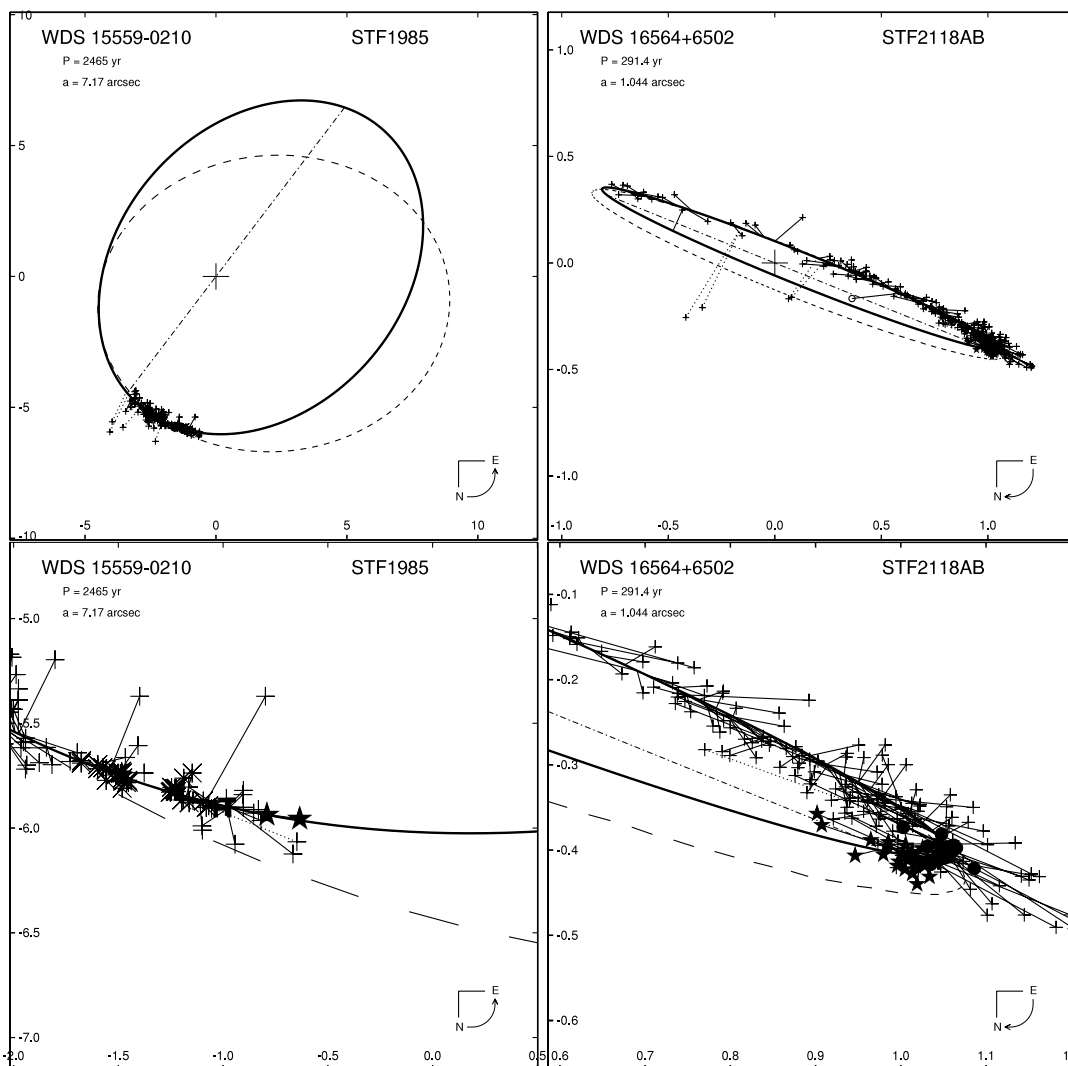 WDS 15559-0210 STF1985
P = 2465 yr
a = 7.17 arcsec
10
5
0
-5
-10
-5 0 5 10
E
N
WDS 16564+6502 STF2118AB
P = 291.4 yr
a = 1.044 arcsec
1.0
0.5
0.0
-0.5
-1.0
-1.0 -0.5 0.0 0.5 1.0
E
N
WDS 15559-0210 STF1985
P = 2465 yr
a = 7.17 arcsec
-5.0
-5.5
-6.0
-6.5
-7.0
-2.0 -1.5 -1.0 -0.5 0.0 0.5
E
N
WDS 16564+6502 STF2118AB
P = 291.4 yr
a = 1.044 arcsec
-0.1
-0.2
-0.3
-0.4
-0.5
-0.6
0.6 0.7 0.8 0.9 1.0 1.1
E
N